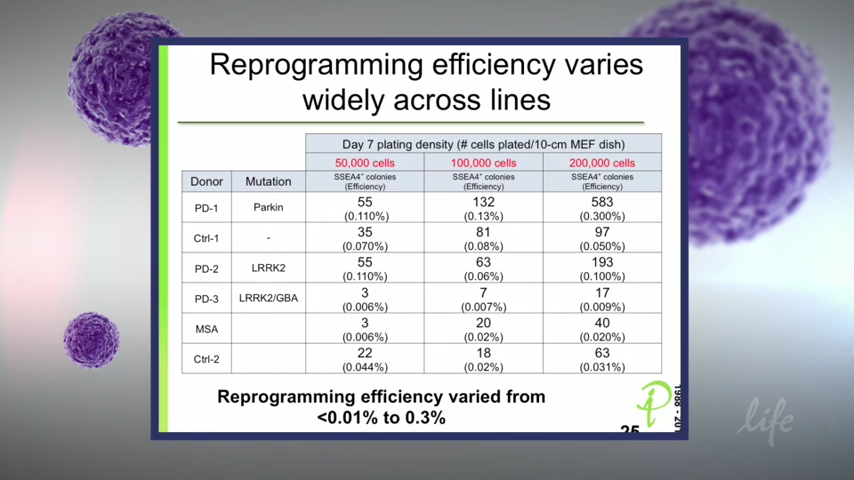 Reprogramming efficiency varies
widely across lines
Day 7 plating density (# cells plated/10-cm MEF dish)
50,000 cells 100,000 cells 200,000 cells
Donor Mutation SSEA4⁺ colonies (Efficiency) SSEA4⁺ colonies (Efficiency) SSEA4⁺ colonies (Efficiency)
PD-1 Parkin 55 (0.110%) 132 (0.13%) 583 (0.300%)
Ctrl-1 - 35 (0.070%) 81 (0.08%) 97 (0.050%)
PD-2 LRRK2 55 (0.110%) 63 (0.06%) 193 (0.100%)
PD-3 LRRK2/GBA 3 (0.006%) 7 (0.007%) 17 (0.009%)
MSA 3 (0.006%) 20 (0.02%) 40 (0.020%)
Ctrl-2 22 (0.044%) 18 (0.02%) 63 (0.031%)
Reprogramming efficiency varied from
<0.01% to 0.3%
25
life